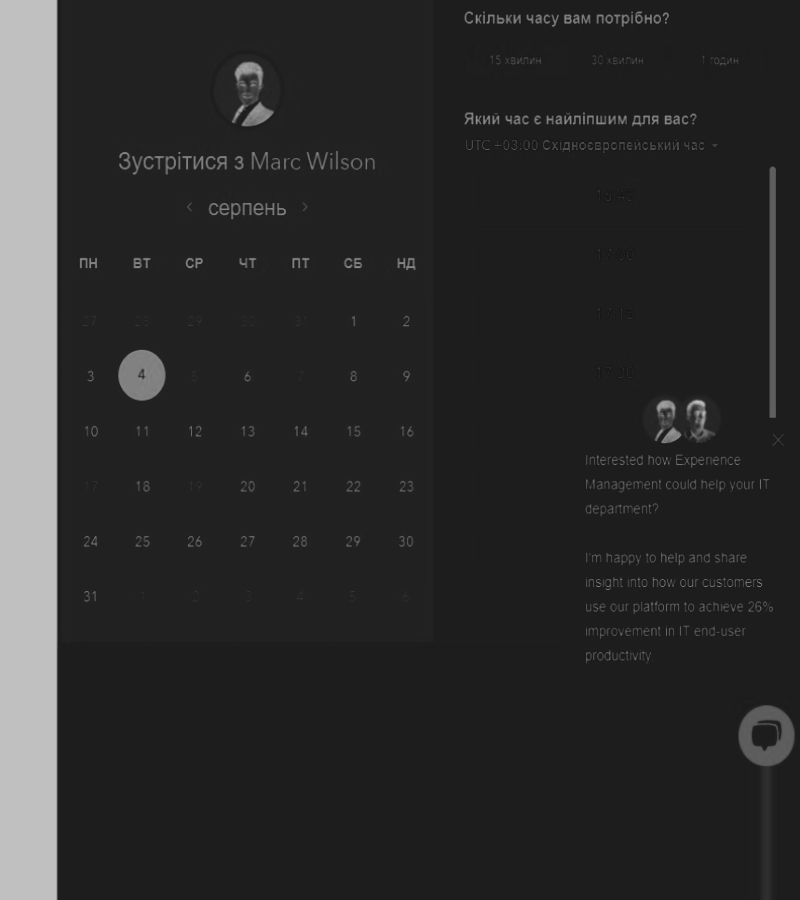 Зустрітися з Marc Wilson
серпень
ПН ВТ СР ЧТ ПТ СБ НД
27 28 29 30 31 1 2
3 4 5 6 7 8 9
10 11 12 13 14 15 16
17 18 19 20 21 22 23
24 25 26 27 28 29 30
31 1 2 3 4 5 6
Скільки часу вам потрібно?
15 хвилин 30 хвилин 1 годин
Який час є найліпшим для вас?
UTC +03:00 Східноєвропейський час
17:00
17:15
17:30
Interested how Experience
Management could help your IT
department?
I'm happy to help and share
insight into how our customers
use our platform to achieve 26%
improvement in IT end-user
productivity